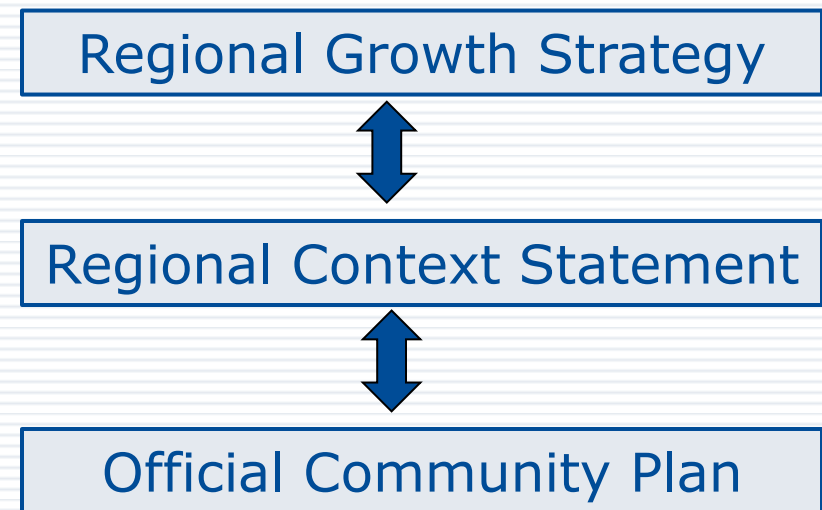 Regional Growth Strategy
Regional Context Statement
Official Community Plan